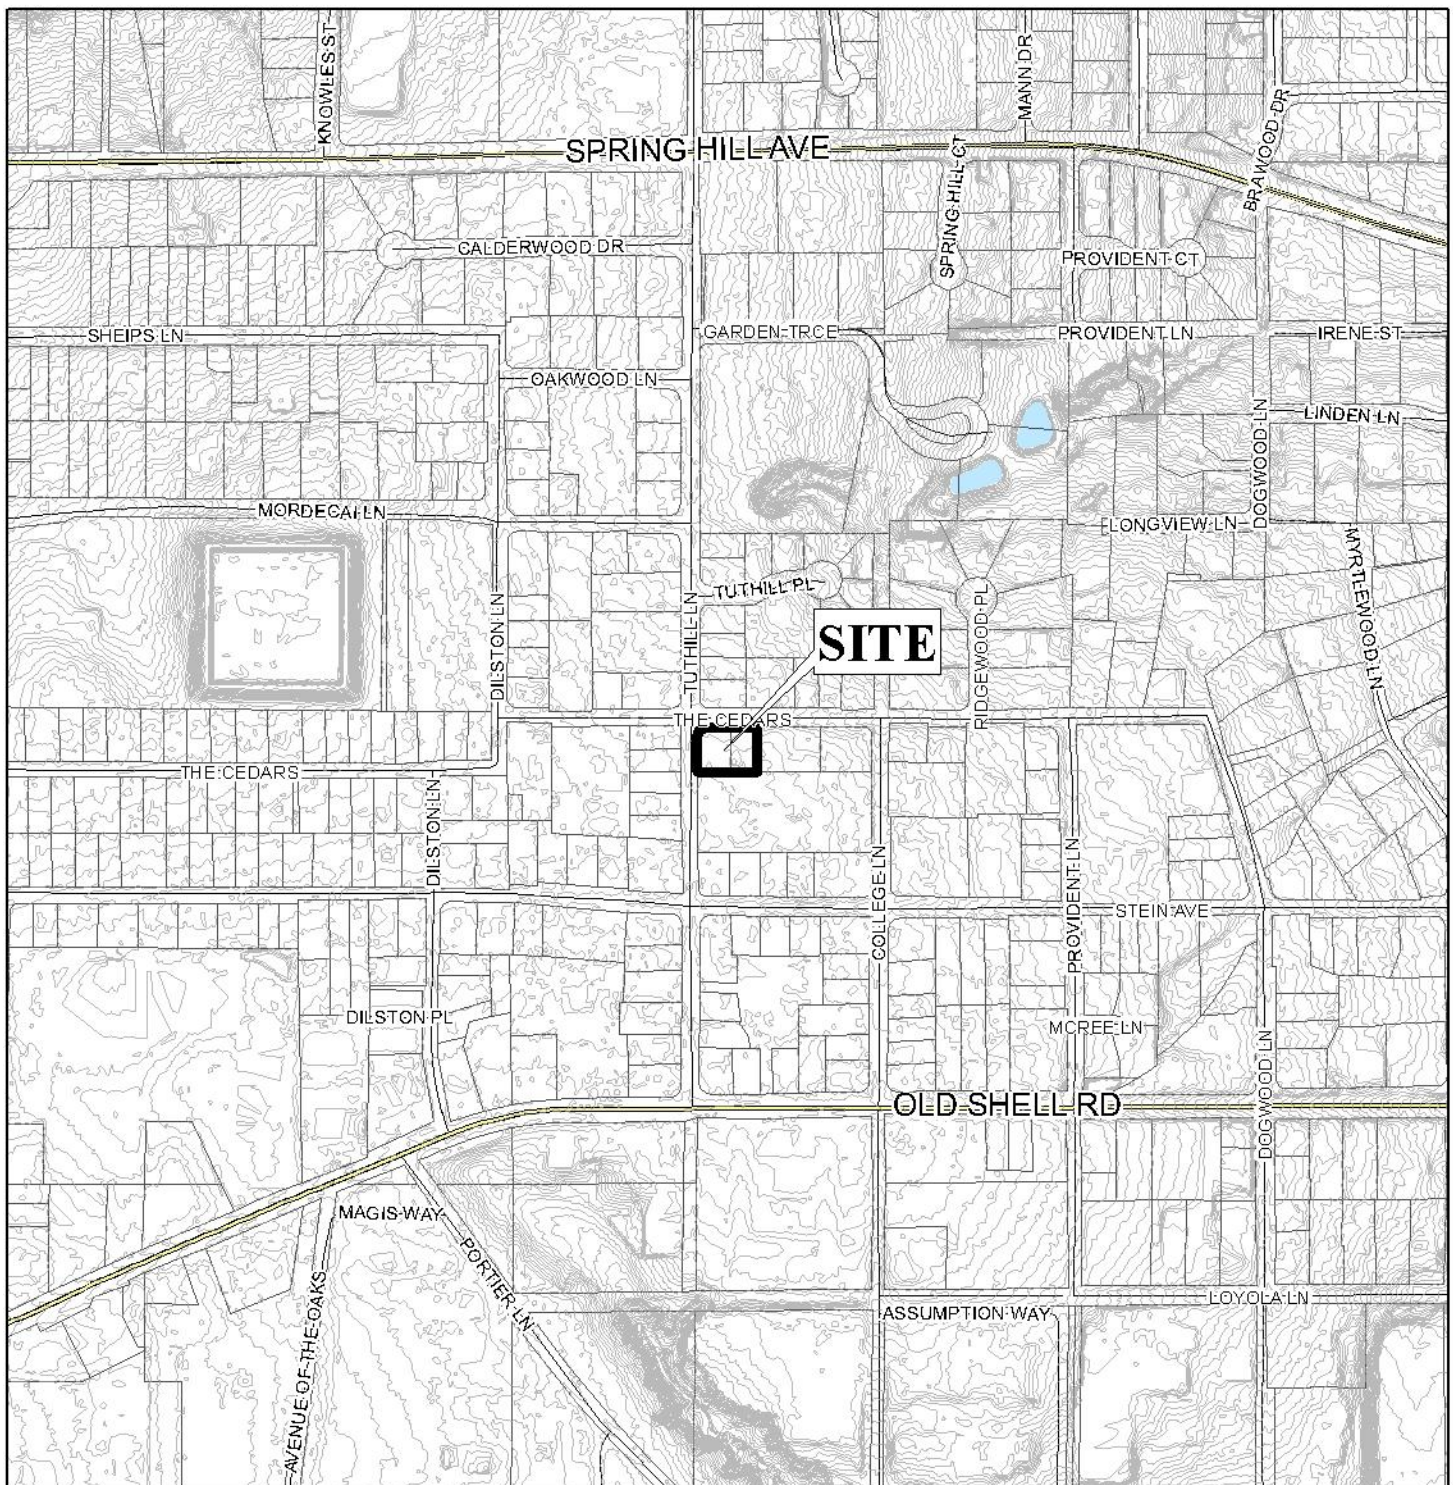 KNOWLES ST
MANN DR
BRAWOOD DR
SPRING HILL AVE
SPRING HILL CT
CALDERWOOD DR
PROVIDENT CT
SHEIPS LN
GARDEN TRCE
PROVIDENT LN
IRENE ST
OAKWOOD LN
DOGWOOD LN
LINDEN LN
MORDECAI LN
LONGVIEW LN
MYRTLEWOOD LN
TUTHILL PL
DILSTON LN
TUTHILL LN
SITE
RIDGEWOOD PL
THE CEDARS
THE CEDARS
DILSTON LN
COLLEGE LN
PROVIDENT LN
STEIN AVE
DILSTON PL
MCREE LN
DOGWOOD LN
OLD SHELL RD
MAGIS WAY
PORTIER LN
AVENUE OF THE OAKS
ASSUMPTION WAY
LOYOLA LN